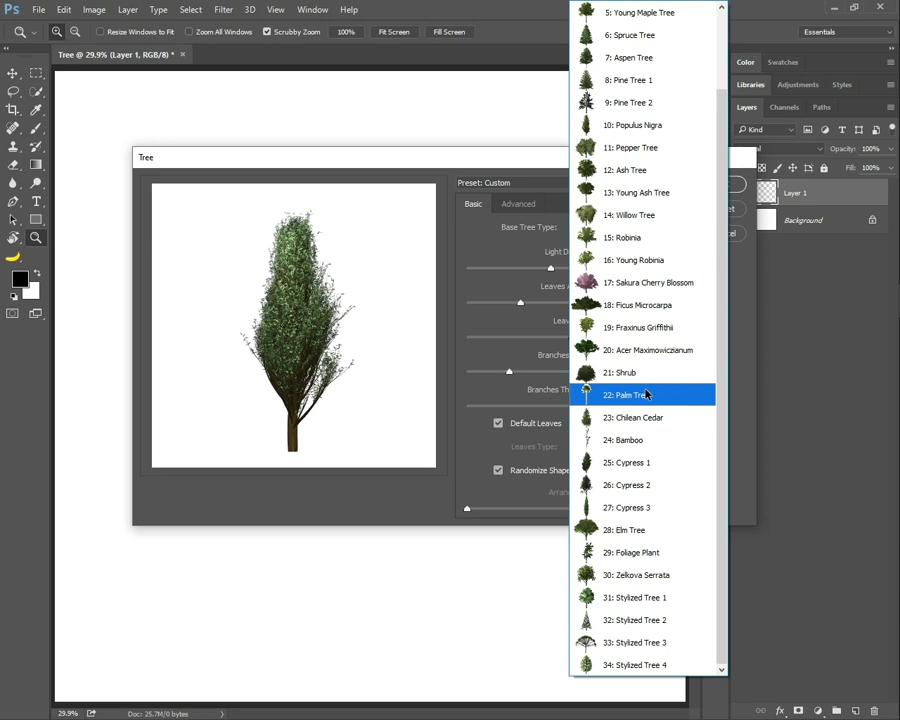 Ps File Edit Image Layer Type Select Filter 3D View Window Help
Resize Windows to Fit Zoom All Windows Scrubby Zoom 100% Fit Screen Fill Screen Essentials
Tree @ 29.9% (Layer 1, RGB/8) *
Color Swatches
Libraries Adjustments Styles
Layers Channels Paths
Kind
Opacity: 100%
Fill: 100%
Layer 1
Background
Tree
Preset: Custom
Basic Advanced
Base Tree Type:
Light D
Leaves A
Leav
Branches
Branches Th
Default Leaves
Leaves Type:
Randomize Shape
Arran
5: Young Maple Tree
6: Spruce Tree
7: Aspen Tree
8: Pine Tree 1
9: Pine Tree 2
10: Populus Nigra
11: Pepper Tree
12: Ash Tree
13: Young Ash Tree
14: Willow Tree
15: Robinia
16: Young Robinia
17: Sakura Cherry Blossom
18: Ficus Microcarpa
19: Fraxinus Griffithii
20: Acer Maximowiczianum
21: Shrub
22: Palm Tre
23: Chilean Cedar
24: Bamboo
25: Cypress 1
26: Cypress 2
27: Cypress 3
28: Elm Tree
29: Foliage Plant
30: Zelkova Serrata
31: Stylized Tree 1
32: Stylized Tree 2
33: Stylized Tree 3
34: Stylized Tree 4
29.9% Doc: 25.7M/0 bytes